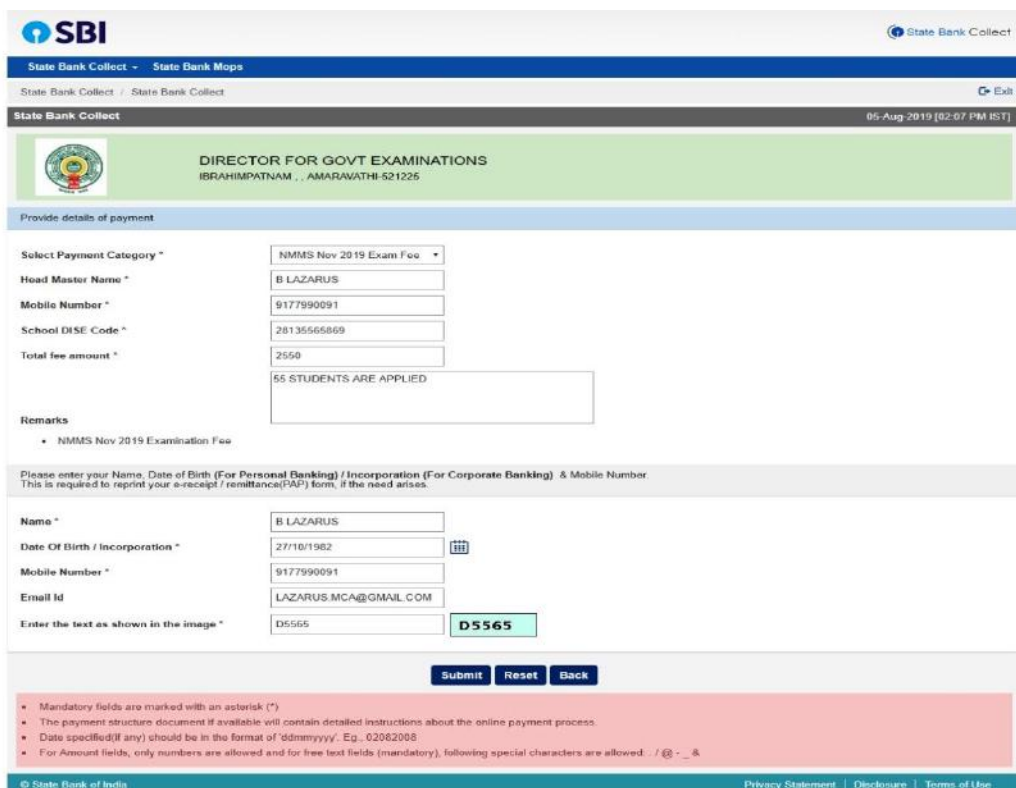 SBI
State Bank Collect
State Bank Collect State Bank Mops
State Bank Collect / State Bank Collect Exit
State Bank Collect 05-Aug-2019 [02:07 PM IST]
DIRECTOR FOR GOVT EXAMINATIONS
IBRAHIMPATNAM , , AMARAVATHI-521225
Provide details of payment
Select Payment Category * NMMS Nov 2019 Exam Fee
Head Master Name * B LAZARUS
Mobile Number * 9177990091
School DISE Code * 28135565869
Total fee amount * 2550
55 STUDENTS ARE APPLIED
Remarks
• NMMS Nov 2019 Examination Fee
Please enter your Name, Date of Birth (For Personal Banking) / Incorporation (For Corporate Banking) & Mobile Number
This is required to reprint your e-receipt / remittance(PAP) form, if the need arises.
Name * B LAZARUS
Date Of Birth / Incorporation * 27/10/1982
Mobile Number * 9177990091
Email Id LAZARUS.MCA@GMAIL.COM
Enter the text as shown in the image * D5565 D5565
Submit Reset Back
• Mandatory fields are marked with an asterisk (*)
• The payment structure document if available will contain detailed instructions about the online payment process.
• Date specified(if any) should be in the format of 'ddmmyyyy'. Eg., 02082008
• For Amount fields, only numbers are allowed and for free text fields (mandatory), following special characters are allowed: . / @ - _ &
© State Bank of India Privacy Statement | Disclosure | Terms of Use